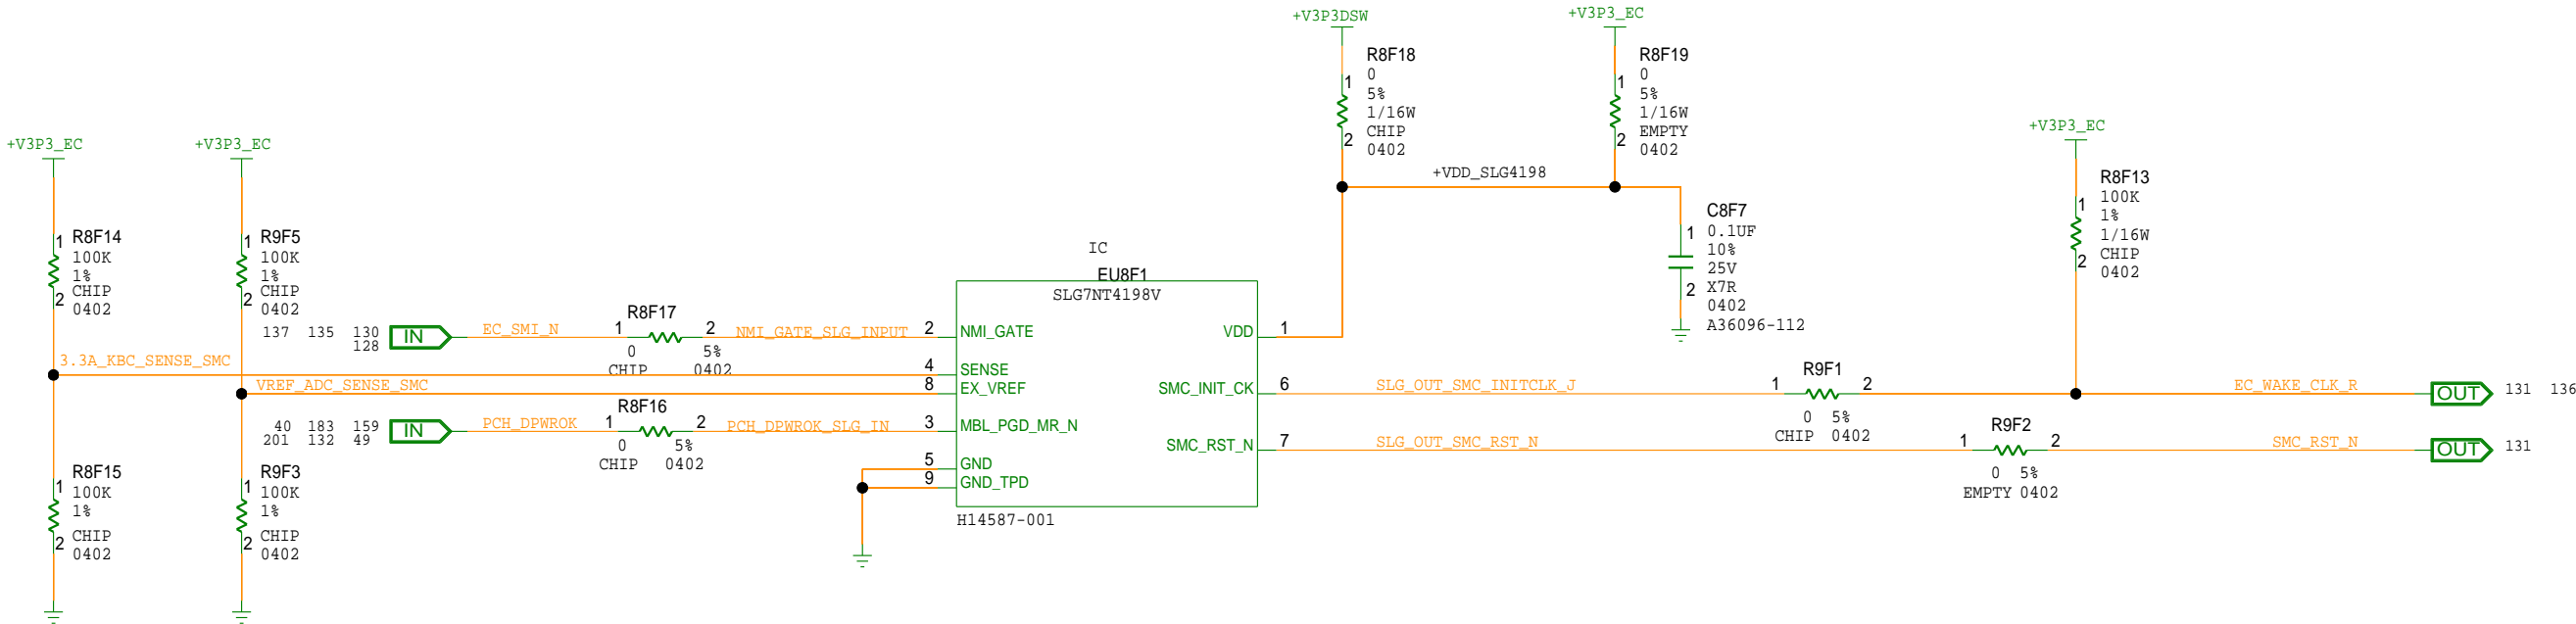 +V3P3DSW
+V3P3_EC
R8F18
1
0
5%
1/16W
CHIP
2
0402
R8F19
1
0
5%
1/16W
EMPTY
2
0402
+VDD_SLG4198
+V3P3_EC
+V3P3_EC
+V3P3_EC
R8F13
100K
1
1%
1/16W
2
CHIP
0402
C8F7
1
0.1UF
10%
25V
2
X7R
0402
A36096-112
R8F14
1
100K
1%
CHIP
2
0402
R9F5
1
100K
1%
CHIP
2
0402
137 135 130
128
IN
EC_SMI_N
R8F17
1 2
0 5%
CHIP 0402
NMI_GATE_SLG_INPUT
3.3A_KBC_SENSE_SMC
VREF_ADC_SENSE_SMC
40 183 159
201 132 49
IN
PCH_DPWROK
R8F16
1 2
0 5%
CHIP 0402
PCH_DPWROK_SLG_IN
R8F15
1
100K
1%
CHIP
2
0402
R9F3
1
100K
1%
CHIP
2
0402
IC
EU8F1
SLG7NT4198V
2 NMI_GATE
4 SENSE
8 EX_VREF
3 MBL_PGD_MR_N
5 GND
9 GND_TPD
VDD 1
SMC_INIT_CK 6
SMC_RST_N 7
H14587-001
SLG_OUT_SMC_INITCLK_J
R9F1
1 2
0 5%
CHIP 0402
EC_WAKE_CLK_R
OUT
131 136
SLG_OUT_SMC_RST_N
R9F2
1 2
0 5%
EMPTY 0402
SMC_RST_N
OUT
131